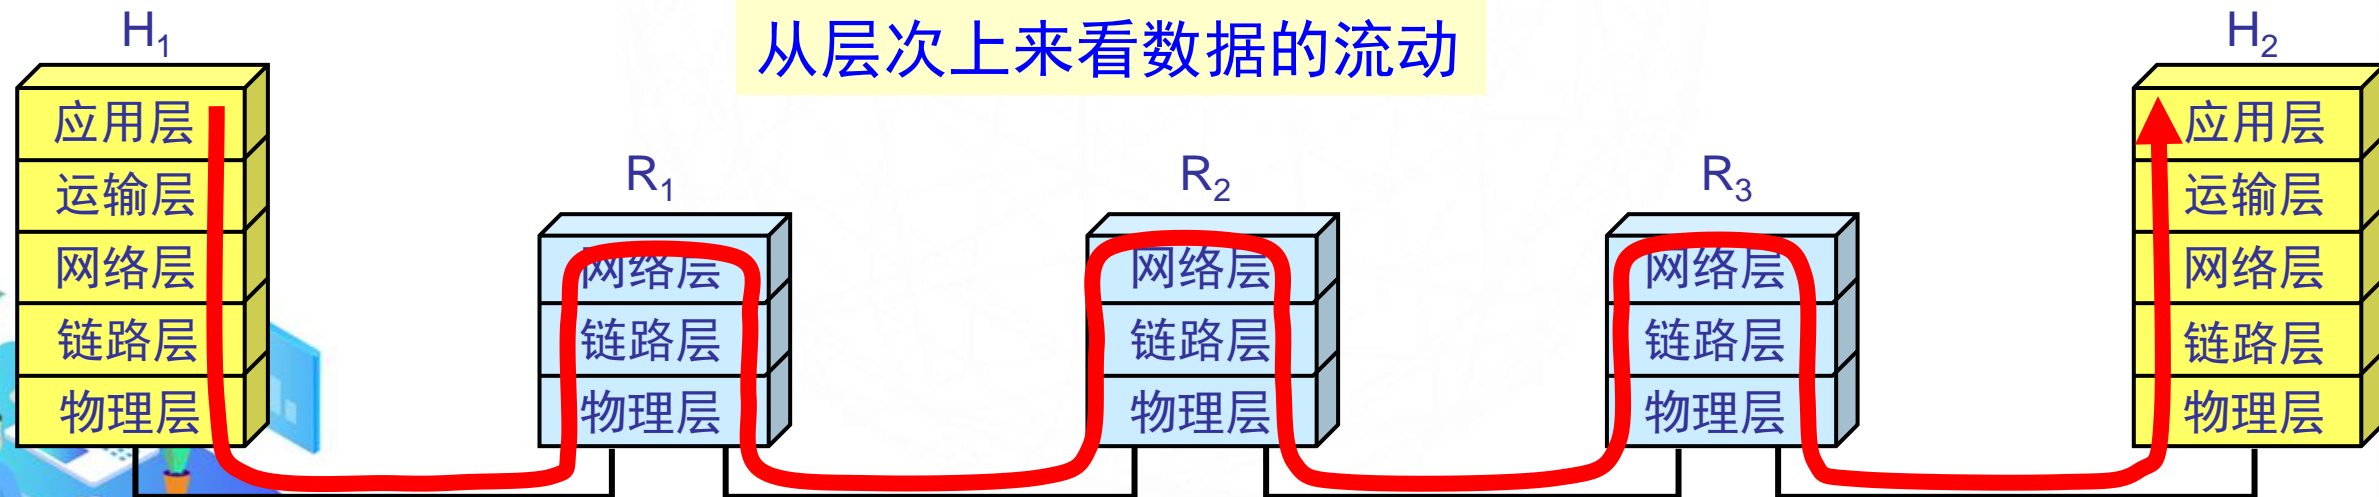 从层次上来看数据的流动
H₁
应用层
运输层
网络层
链路层
物理层
R₁
网络层
链路层
物理层
R₂
网络层
链路层
物理层
R₃
网络层
链路层
物理层
H₂
应用层
运输层
网络层
链路层
物理层